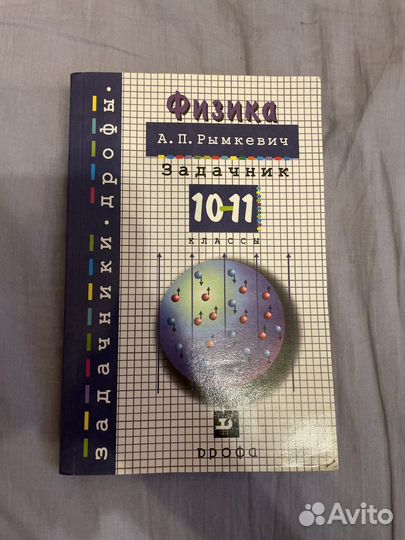 задачники.дрофы.
Физика
А.П.Рымкевич
Задачник
10-11
классы
дрофа
Avito